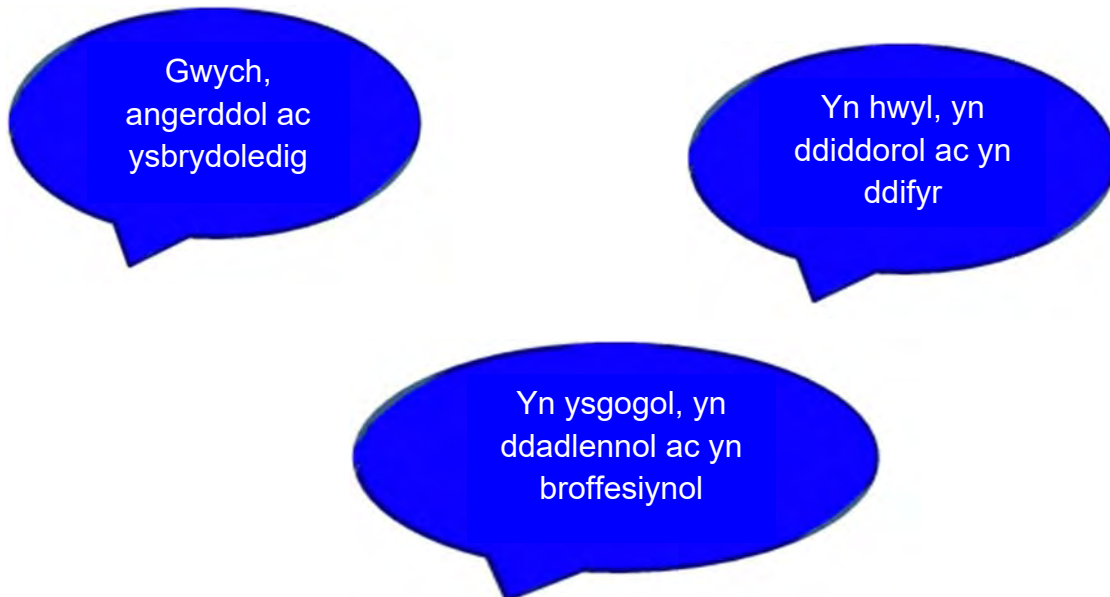 Gwych,
angerddol ac
ysbrydoledig
Yn hwyl, yn
ddiddorol ac yn
ddifyr
Yn ysgogol, yn
ddadlennol ac yn
broffesiynol